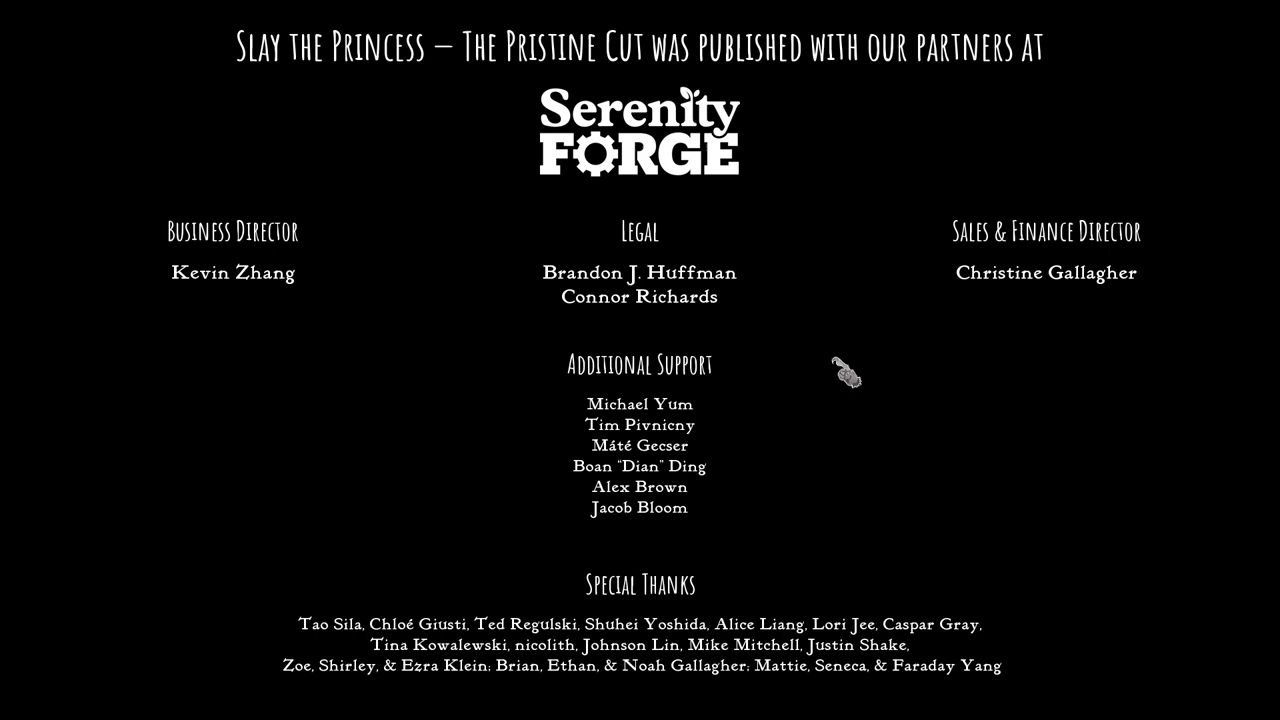 Slay the Princess — The Pristine Cut was published with our partners at
Serenity
FORGE
Business Director
Kevin Zhang
Legal
Brandon J. Huffman
Connor Richards
Sales & Finance Director
Christine Gallagher
Additional Support
Michael Yum
Tim Pivnicny
Máté Gecser
Boan “Dian” Ding
Alex Brown
Jacob Bloom
Special Thanks
Tao Sila, Chloé Giusti, Ted Regulski, Shuhei Yoshida, Alice Liang, Lori Jee, Caspar Gray,
Tina Kowalewski, nicolith, Johnson Lin, Mike Mitchell, Justin Shake,
Zoe, Shirley, & Ezra Klein; Brian, Ethan, & Noah Gallagher; Mattie, Seneca, & Faraday Yang